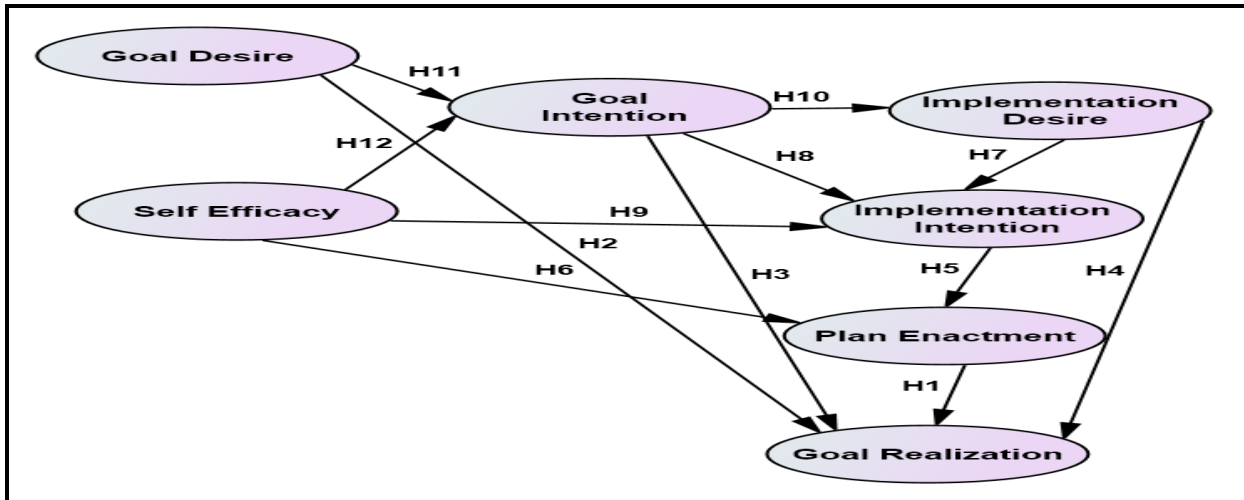 Goal Desire
H11
Goal
Intention
H10
Implementation
Desire
H12
H8
H7
Self Efficacy
H9
Implementation
Intention
H2
H6
H3
H5
H4
Plan Enactment
H1
Goal Realization